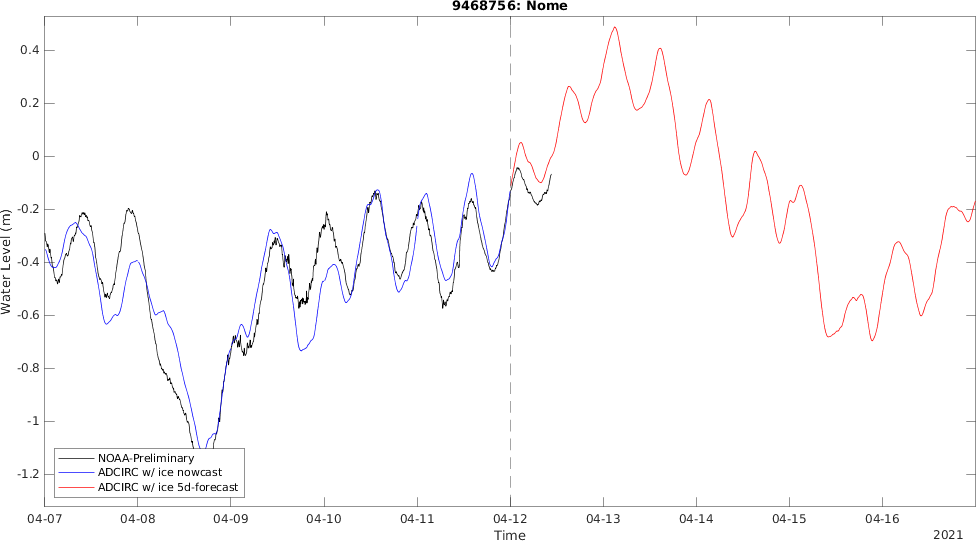 9468756: Nome
Water Level (m)
0.4
0.2
0
-0.2
-0.4
-0.6
-0.8
-1
-1.2
NOAA-Preliminary
ADCIRC w/ ice nowcast
ADCIRC w/ ice 5d-forecast
04-07 04-08 04-09 04-10 04-11 04-12 04-13 04-14 04-15 04-16
Time
2021